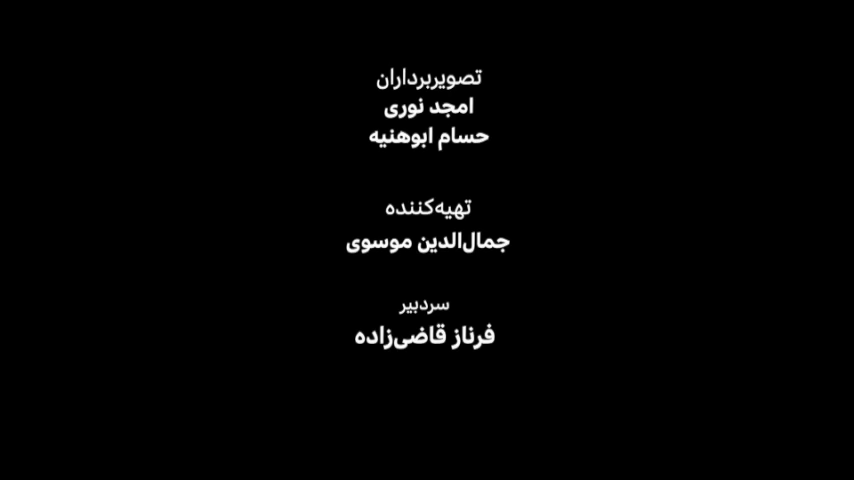 تصویربرداران
امجد نوری
حسام ابوهنیه
تهیه‌کننده
جمال‌الدین موسوی
سردبیر
فرناز قاضی‌زاده